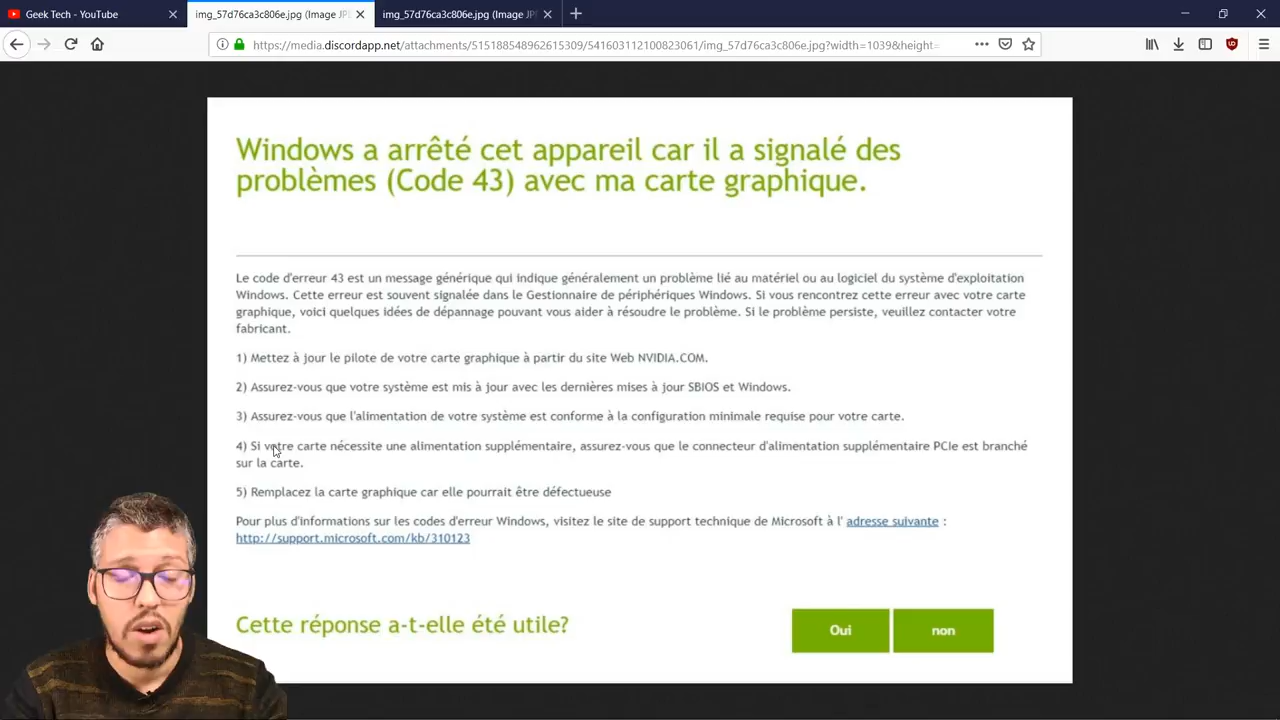 Geek Tech - YouTube
img_57d76ca3c806e.jpg (Image JP
img_57d76ca3c806e.jpg (Image JP
https://media.discordapp.net/attachments/515188548962615309/541603112100823061/img_57d76ca3c806e.jpg?width=1039&height=
Windows a arrêté cet appareil car il a signalé des
problèmes (Code 43) avec ma carte graphique.
Le code d'erreur 43 est un message générique qui indique généralement un problème lié au matériel ou au logiciel du système d'exploitation
Windows. Cette erreur est souvent signalée dans le Gestionnaire de périphériques Windows. Si vous rencontrez cette erreur avec votre carte
graphique, voici quelques idées de dépannage pouvant vous aider à résoudre le problème. Si le problème persiste, veuillez contacter votre
fabricant.
1) Mettez à jour le pilote de votre carte graphique à partir du site Web NVIDIA.COM.
2) Assurez-vous que votre système est mis à jour avec les dernières mises à jour SBIOS et Windows.
3) Assurez-vous que l'alimentation de votre système est conforme à la configuration minimale requise pour votre carte.
4) Si votre carte nécessite une alimentation supplémentaire, assurez-vous que le connecteur d'alimentation supplémentaire PCIe est branché
sur la carte.
5) Remplacez la carte graphique car elle pourrait être défectueuse
Pour plus d'informations sur les codes d'erreur Windows, visitez le site de support technique de Microsoft à l' adresse suivante :
http://support.microsoft.com/kb/310123
Cette réponse a-t-elle été utile?
Oui
non